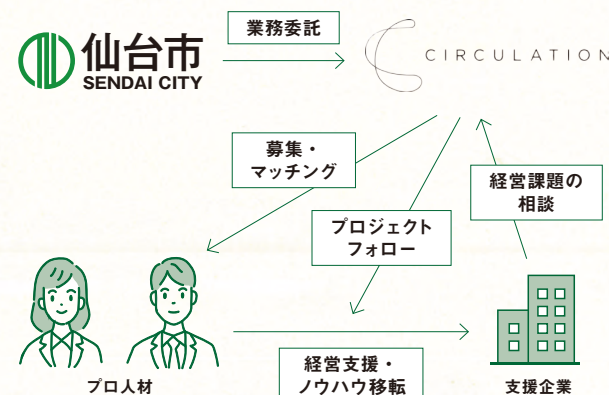 仙台市
SENDAI CITY
業務委託
CIRCULATION
募集・
マッチング
経営課題の
相談
プロジェクト
フォロー
経営支援・
ノウハウ移転
プロ人材
支援企業